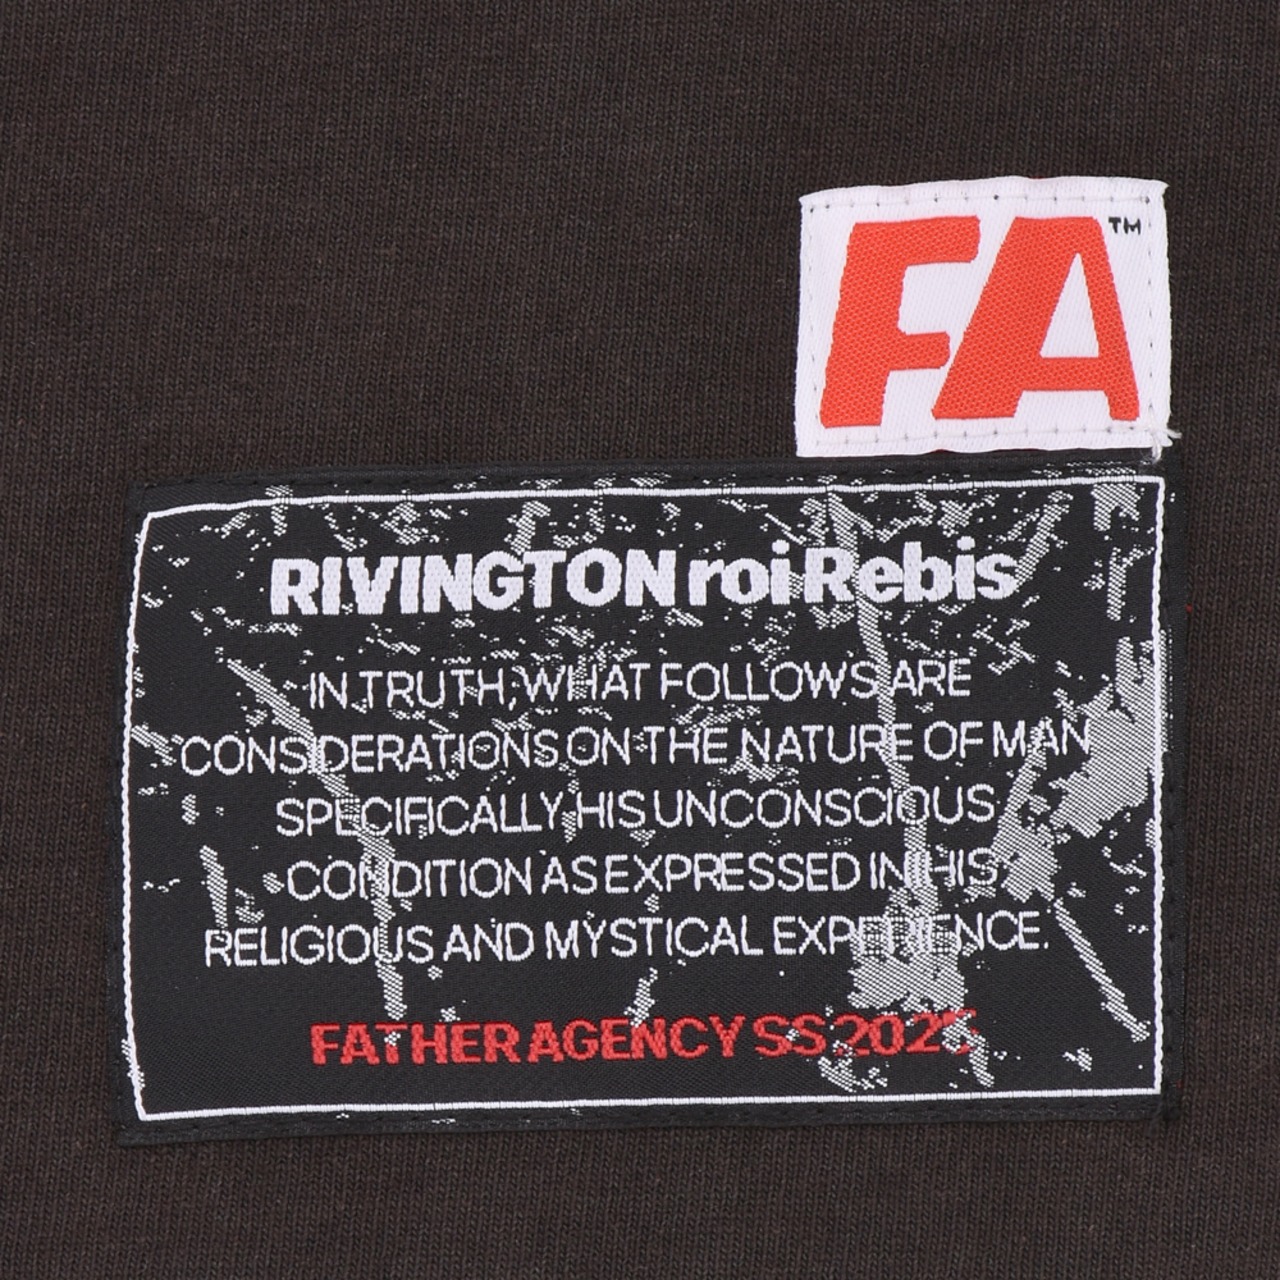 FA™
RIVINGTON roi Rebis
IN TRUTH, WHAT FOLLOWS ARE
CONSIDERATIONS ON THE NATURE OF MAN
SPECIFICALLY HIS UNCONSCIOUS
CONDITION AS EXPRESSED IN HIS
RELIGIOUS AND MYSTICAL EXPERIENCE.
FATHER AGENCY SS 2025